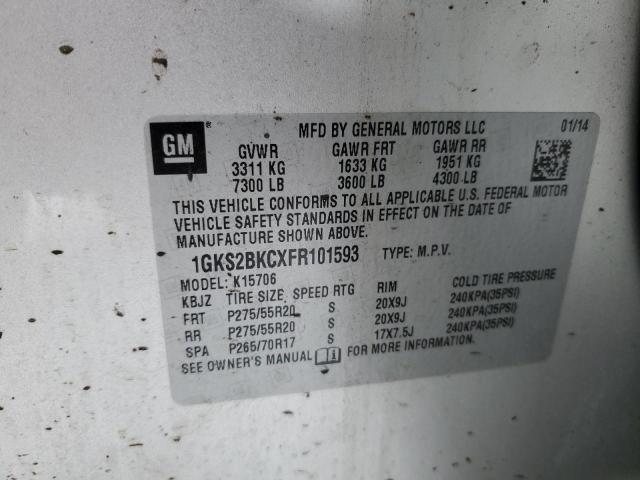 GM
MFD BY GENERAL MOTORS LLC 01/14
GVWR GAWR FRT GAWR RR
3311 KG 1633 KG 1951 KG
7300 LB 3600 LB 4300 LB
THIS VEHICLE CONFORMS TO ALL APPLICABLE U.S. FEDERAL MOTOR
VEHICLE SAFETY STANDARDS IN EFFECT ON THE DATE OF
MANUFACTURE SHOWN ABOVE.
1GKS2BKCXFR101593 TYPE: M.P.V.
MODEL: K15706
KBJZ TIRE SIZE SPEED RTG RIM COLD TIRE PRESSURE
FRT P275/55R20 S 20X9J 240KPA(35PSI)
RR P275/55R20 S 20X9J 240KPA(35PSI)
SPA P265/70R17 S 17X7.5J 240KPA(35PSI)
SEE OWNER'S MANUAL i FOR MORE INFORMATION.